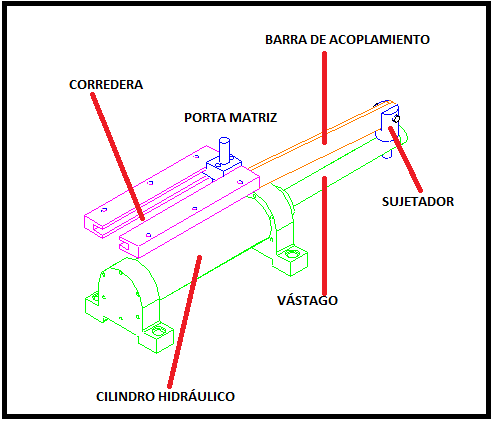 BARRA DE ACOPLAMIENTO
CORREDERA
PORTA MATRIZ
SUJETADOR
VÁSTAGO
CILINDRO HIDRÁULICO